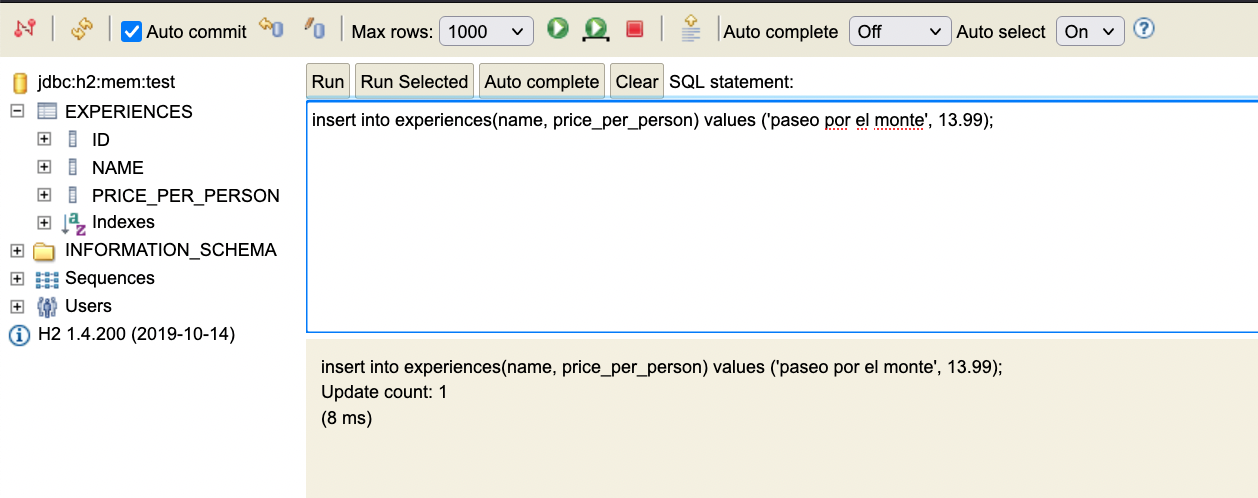 Auto commit Max rows: 1000 Auto complete Off Auto select On
jdbc:h2:mem:test
EXPERIENCES
ID
NAME
PRICE_PER_PERSON
Indexes
INFORMATION_SCHEMA
Sequences
Users
H2 1.4.200 (2019-10-14)
Run Run Selected Auto complete Clear SQL statement:
insert into experiences(name, price_per_person) values ('paseo por el monte', 13.99);
insert into experiences(name, price_per_person) values ('paseo por el monte', 13.99);
Update count: 1
(8 ms)